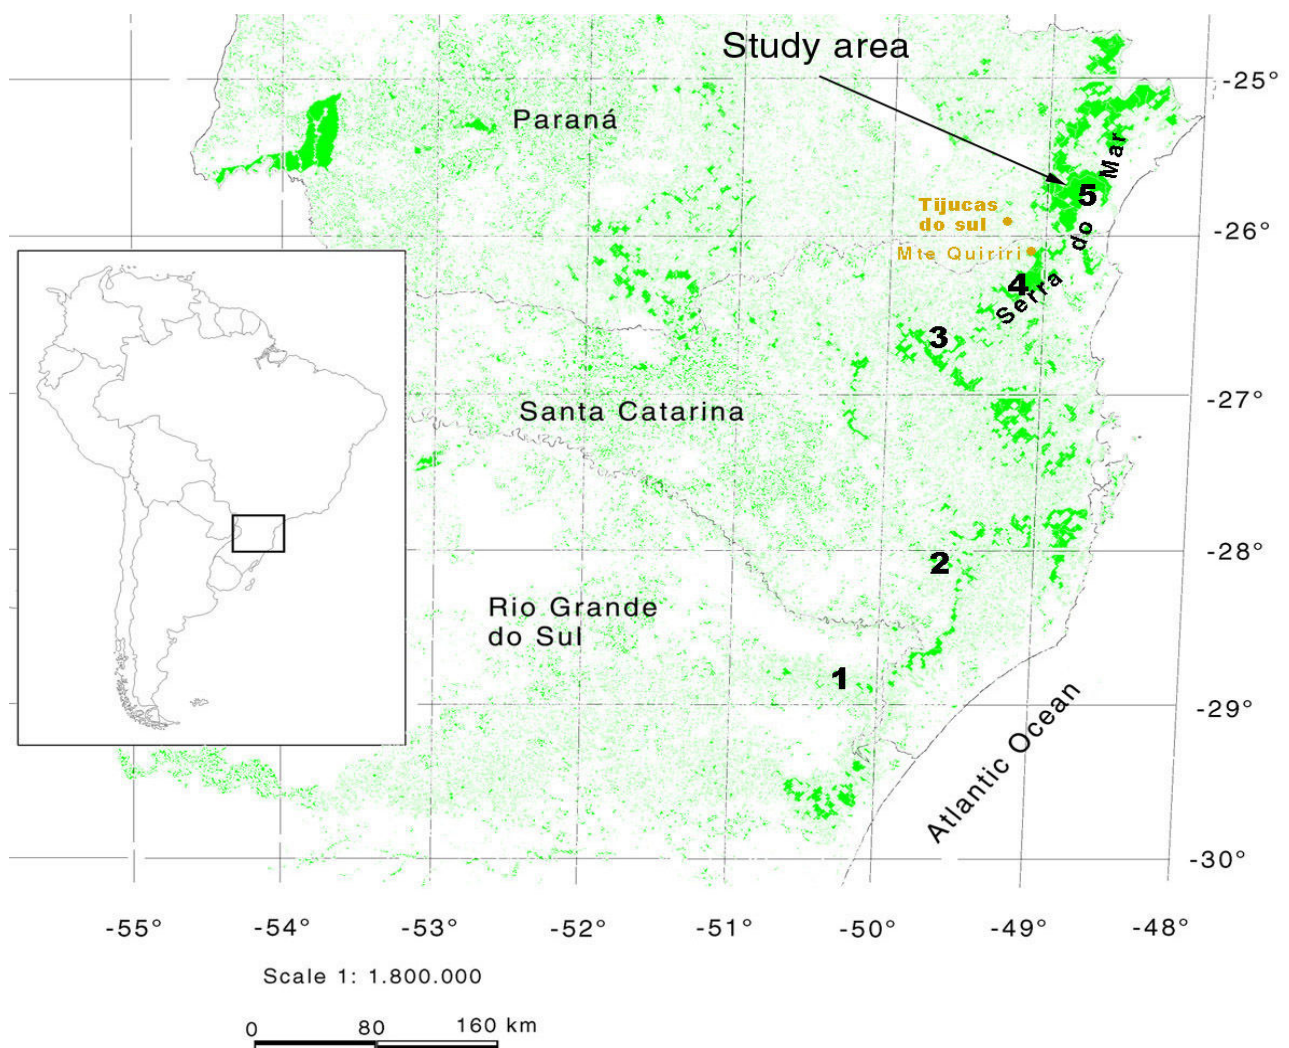 Study area
-25°
Paraná
Mar
5
Tijucas
do sul
do
-26°
Mte Quiriri
4
Serra
3
-27°
Santa Catarina
-28°
2
Rio Grande
do Sul
1
-29°
Atlantic Ocean
-30°
-55° -54° -53° -52° -51° -50° -49° -48°
Scale 1: 1.800.000
0 80 160 km